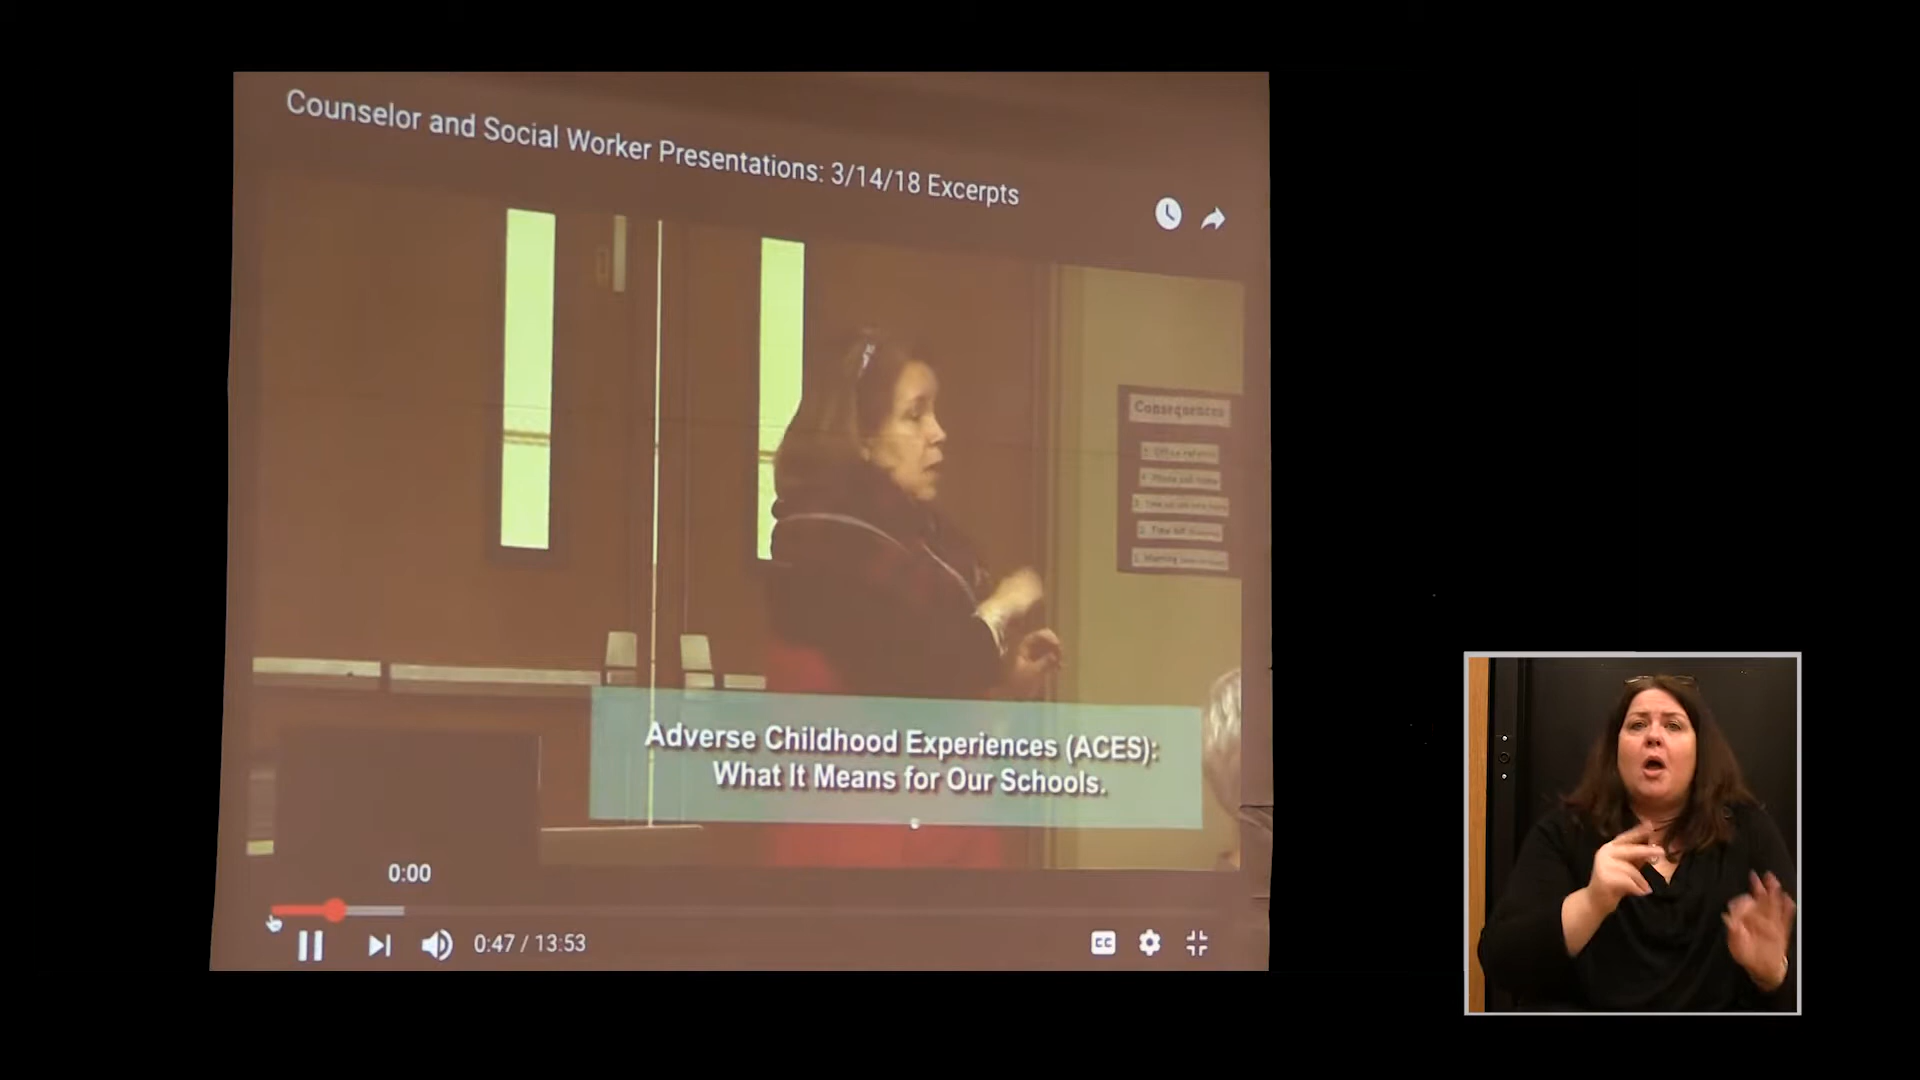 Counselor and Social Worker Presentations: 3/14/18 Excerpts
Consequences
Adverse Childhood Experiences (ACES):
What It Means for Our Schools.
0:00
0:47 / 13:53
CC